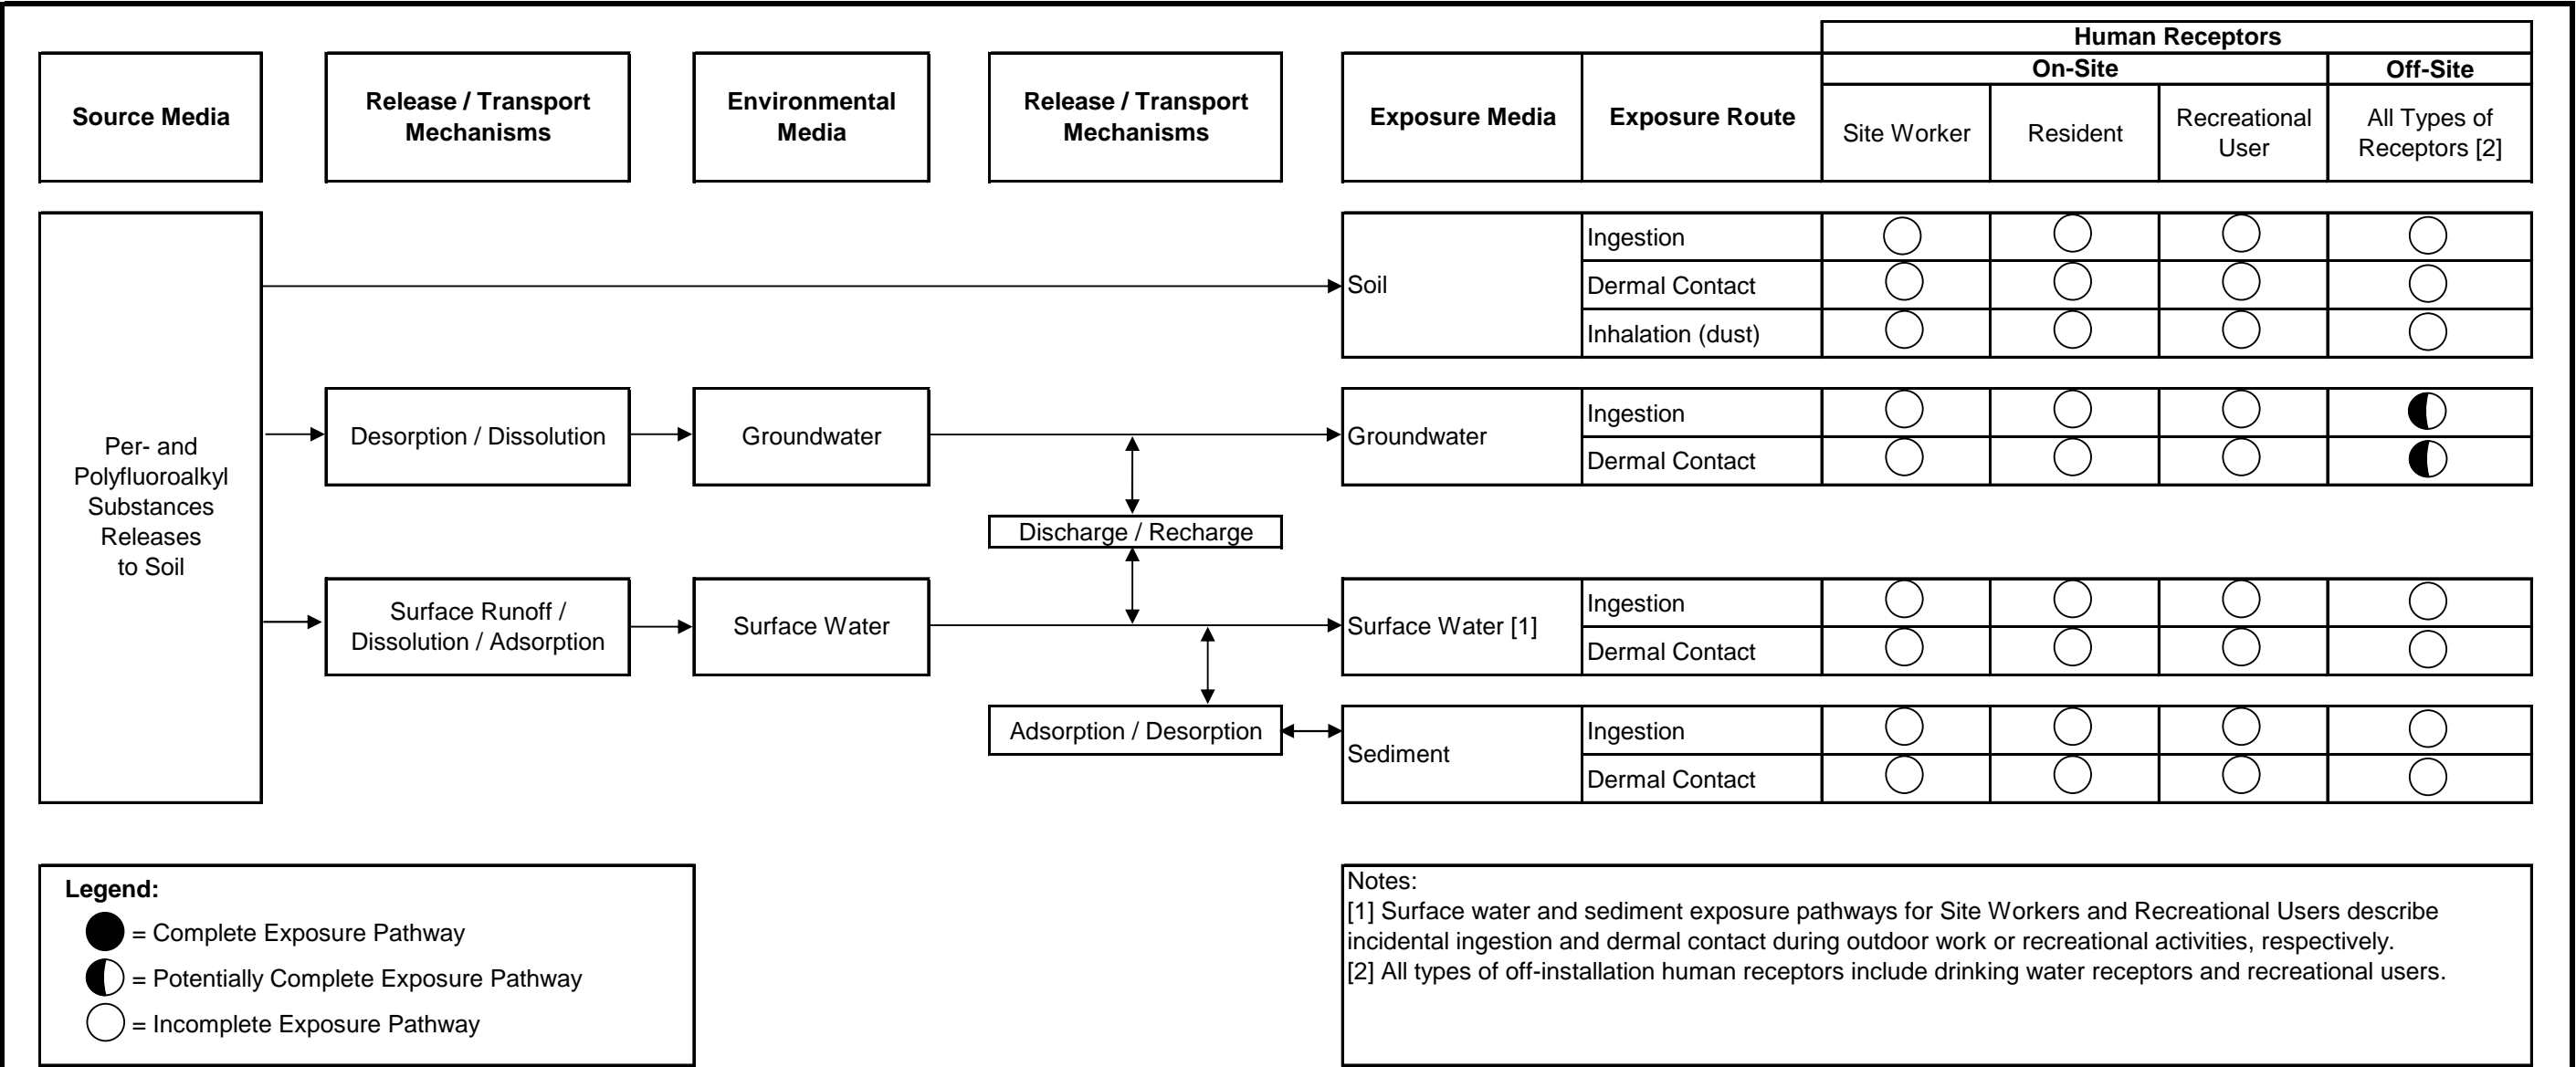 Human Receptors
On-Site
Off-Site
Source Media
Release / Transport
Mechanisms
Environmental
Media
Release / Transport
Mechanisms
Exposure Media
Exposure Route
Site Worker
Resident
Recreational
User
All Types of
Receptors [2]
Per- and
Polyfluoroalkyl
Substances
Releases
to Soil
Soil
Ingestion
Dermal Contact
Inhalation (dust)
Desorption / Dissolution
Groundwater
Groundwater
Ingestion
Dermal Contact
Discharge / Recharge
Surface Runoff /
Dissolution / Adsorption
Surface Water
Surface Water [1]
Ingestion
Dermal Contact
Adsorption / Desorption
Sediment
Ingestion
Dermal Contact
Legend:
= Complete Exposure Pathway
= Potentially Complete Exposure Pathway
= Incomplete Exposure Pathway
Notes:
[1] Surface water and sediment exposure pathways for Site Workers and Recreational Users describe
incidental ingestion and dermal contact during outdoor work or recreational activities, respectively.
[2] All types of off-installation human receptors include drinking water receptors and recreational users.